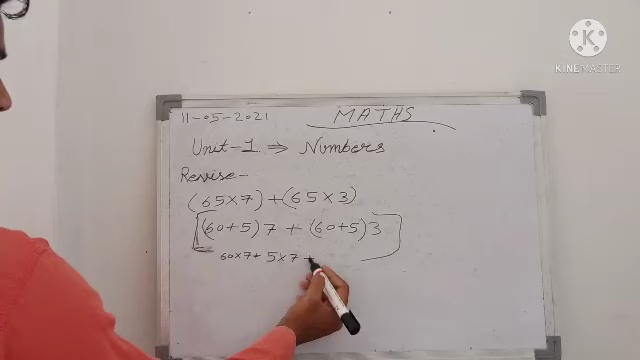 K
KINEMASTER
11-05-2021 MATHS
Unit-1 ⇒ Numbers
Revise-
(65×7)+(65×3)
(60+5)7 + (60+5)3
60×7+ 5×7 +